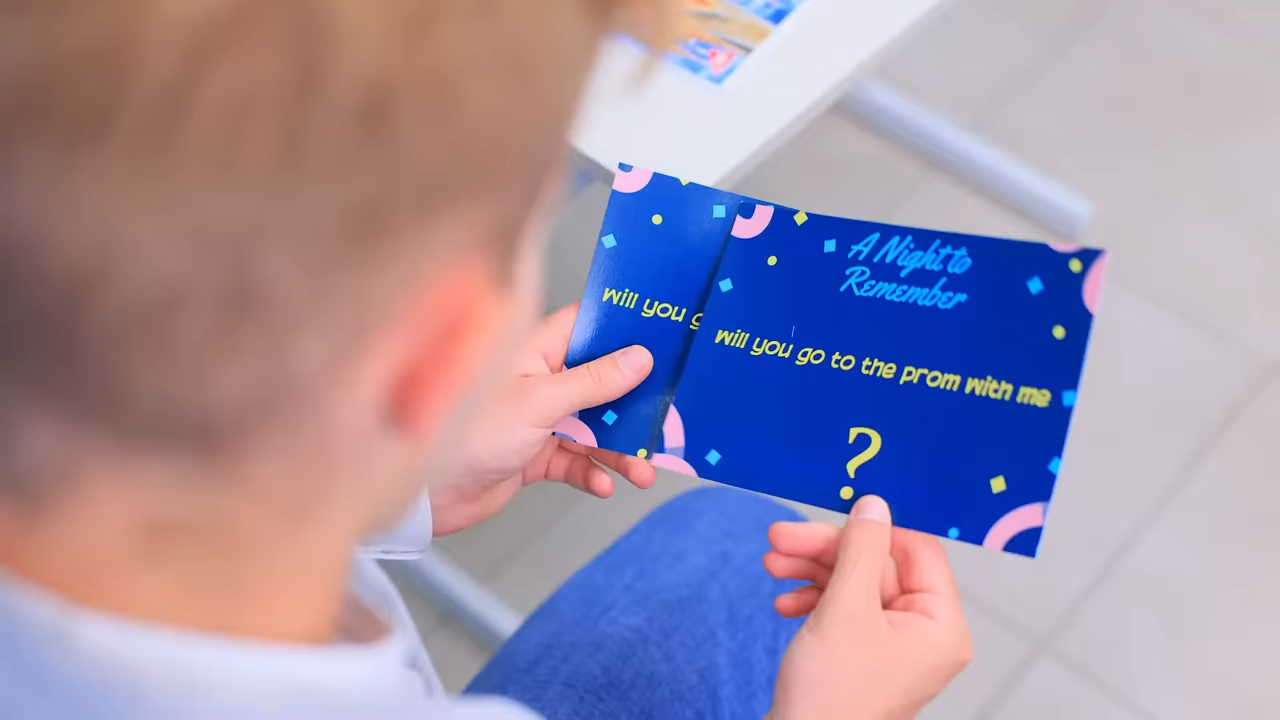 will you g
A Night to
Remember
will you go to the prom with me
?